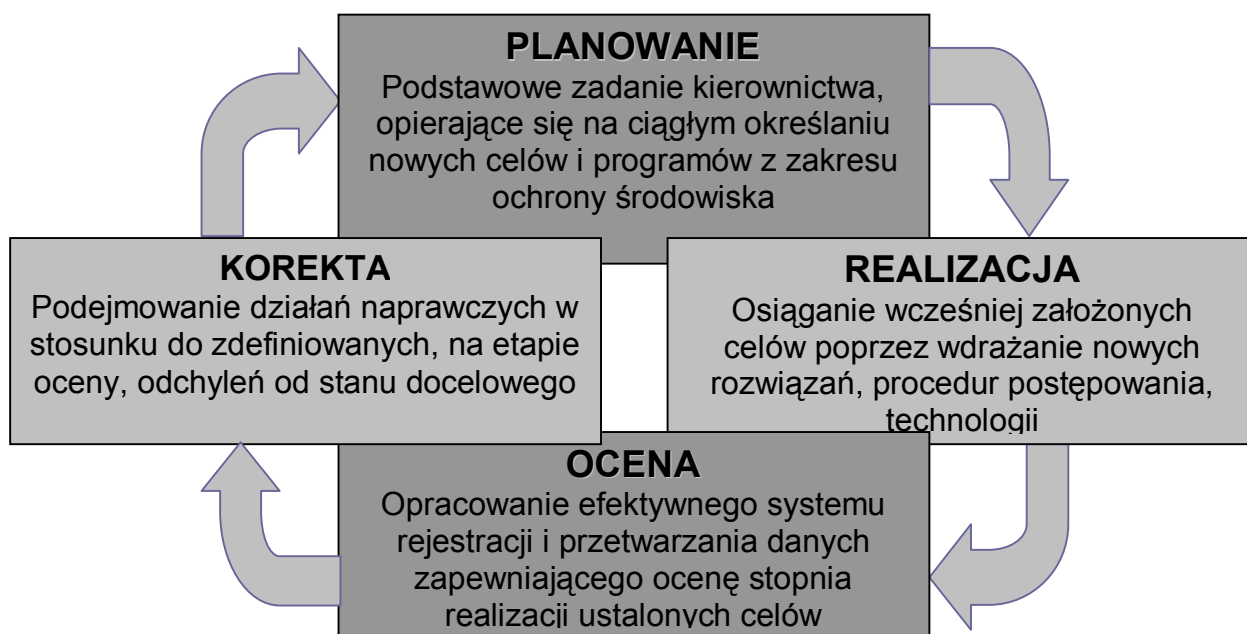 PLANOWANIE
Podstawowe zadanie kierownictwa,
opierające się na ciągłym określaniu
nowych celów i programów z zakresu
ochrony środowiska
KOREKTA
Podejmowanie działań naprawczych w
stosunku do zdefiniowanych, na etapie
oceny, odchyleń od stanu docelowego
REALIZACJA
Osiąganie wcześniej założonych
celów poprzez wdrażanie nowych
rozwiązań, procedur postępowania,
technologii
OCENA
Opracowanie efektywnego systemu
rejestracji i przetwarzania danych
zapewniającego ocenę stopnia
realizacji ustalonych celów